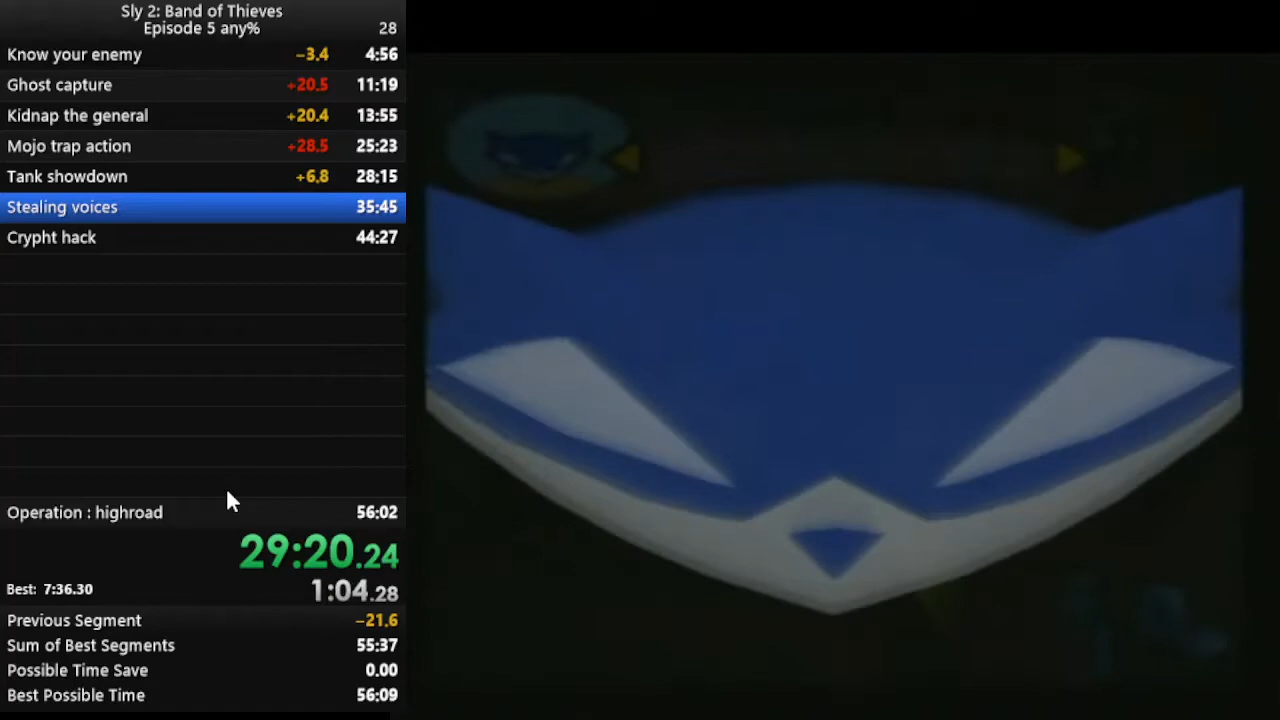 Sly 2: Band of Thieves
Episode 5 any%
28
Know your enemy −3.4 4:56
Ghost capture +20.5 11:19
Kidnap the general +20.4 13:55
Mojo trap action +28.5 25:23
Tank showdown +6.8 28:15
Stealing voices 35:45
Crypht hack 44:27
Operation : highroad 56:02
29:20.24
Best: 7:36.30 1:04.28
Previous Segment −21.6
Sum of Best Segments 55:37
Possible Time Save 0.00
Best Possible Time 56:09